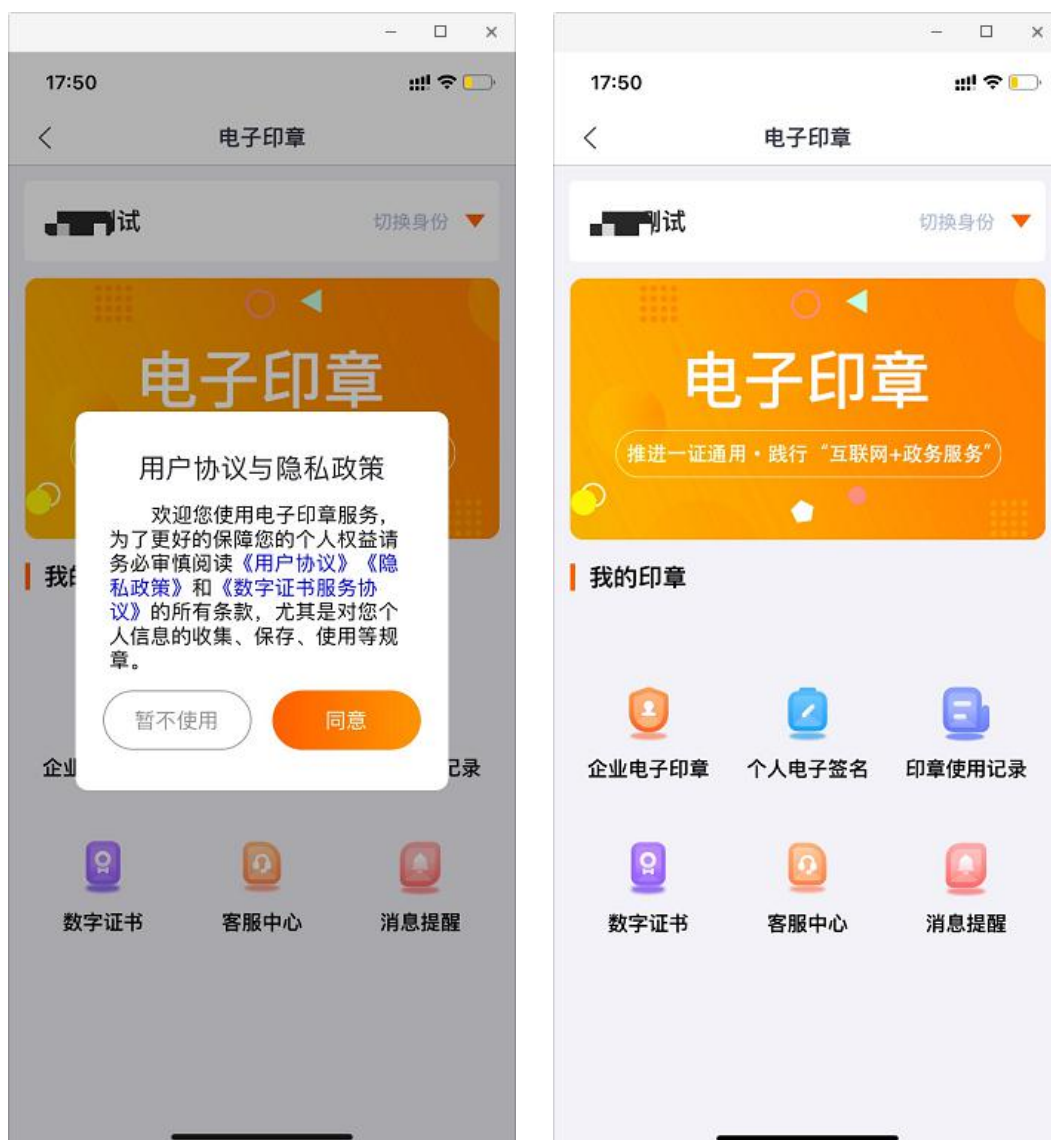 17:50
电子印章
试
切换身份
电子印章
用户协议与隐私政策
欢迎您使用电子印章服务，
为了更好的保障您的个人权益请
务必审慎阅读《用户协议》《隐
私政策》和《数字证书服务协
议》的所有条款，尤其是对您个
人信息的收集、保存、使用等规
章。
暂不使用
同意
我
企业
记录
数字证书
客服中心
消息提醒
17:50
电子印章
测试
切换身份
电子印章
推进一证通用·践行“互联网+政务服务”
我的印章
企业电子印章
个人电子签名
印章使用记录
数字证书
客服中心
消息提醒